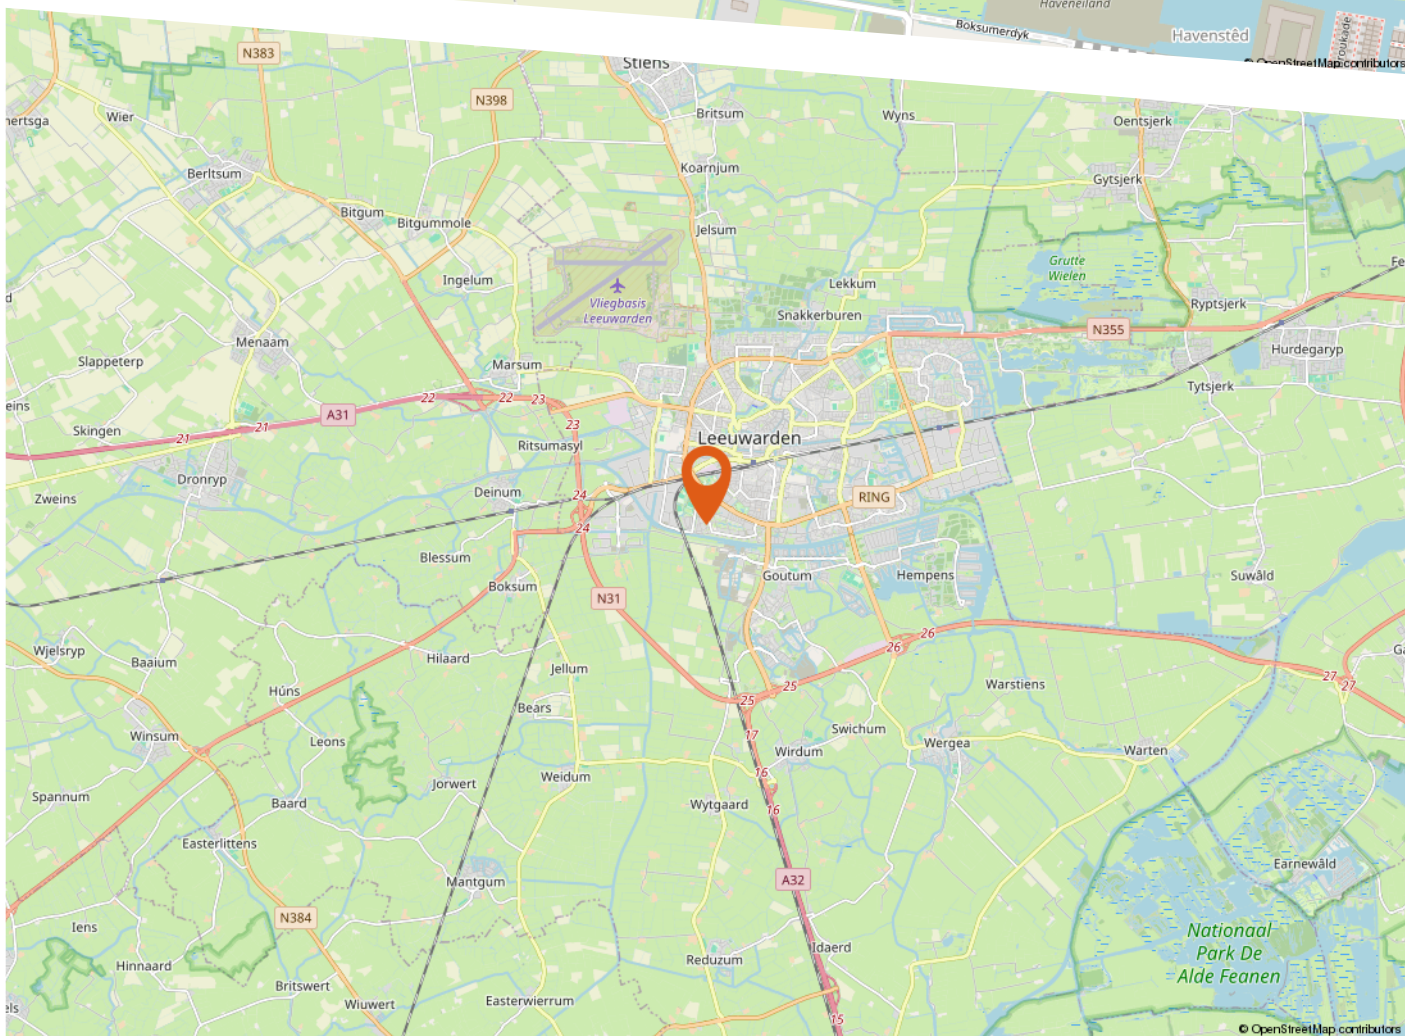 Haveneiland
Boksumerdyk
Havenstêd
© OpenStreetMap contributors
N383
Stiens
N398
Britsum
Wyns
Oentsjerk
Wier
Koarnjum
Berltsum
Gytsjerk
Bitgum
Bitgummole
Jelsum
Grutte
Wielen
Ingelum
Lekkum
Vliegbasis
Leeuwarden
Ryptsjerk
Snakkerburen
N355
Menaam
Hurdegaryp
Slappeterp
Marsum
Tytsjerk
22
22
23
A31
23
Skingen
21
21
Leeuwarden
Ritsumasyl
Dronryp
Zweins
Deinum
24
RING
24
Blessum
Goutum
Hempens
Suwâld
Boksum
N31
26
26
Wjelsryp
Baaium
Hilaard
Jellum
27
27
Húns
25
25
Warstiens
Bears
Winsum
Leons
17
Swichum
Wirdum
Wergea
Warten
16
Weidum
Jorwert
Spannum
Baard
Wytgaard
16
Easterlittens
Earnewâld
Mantgum
A32
N384
Iens
Nationaal
Park De
Alde Feanen
Idaerd
Reduzum
Hinnaard
Britswert
Wiuwert
Easterwierrum
15
© OpenStreetMap contributors